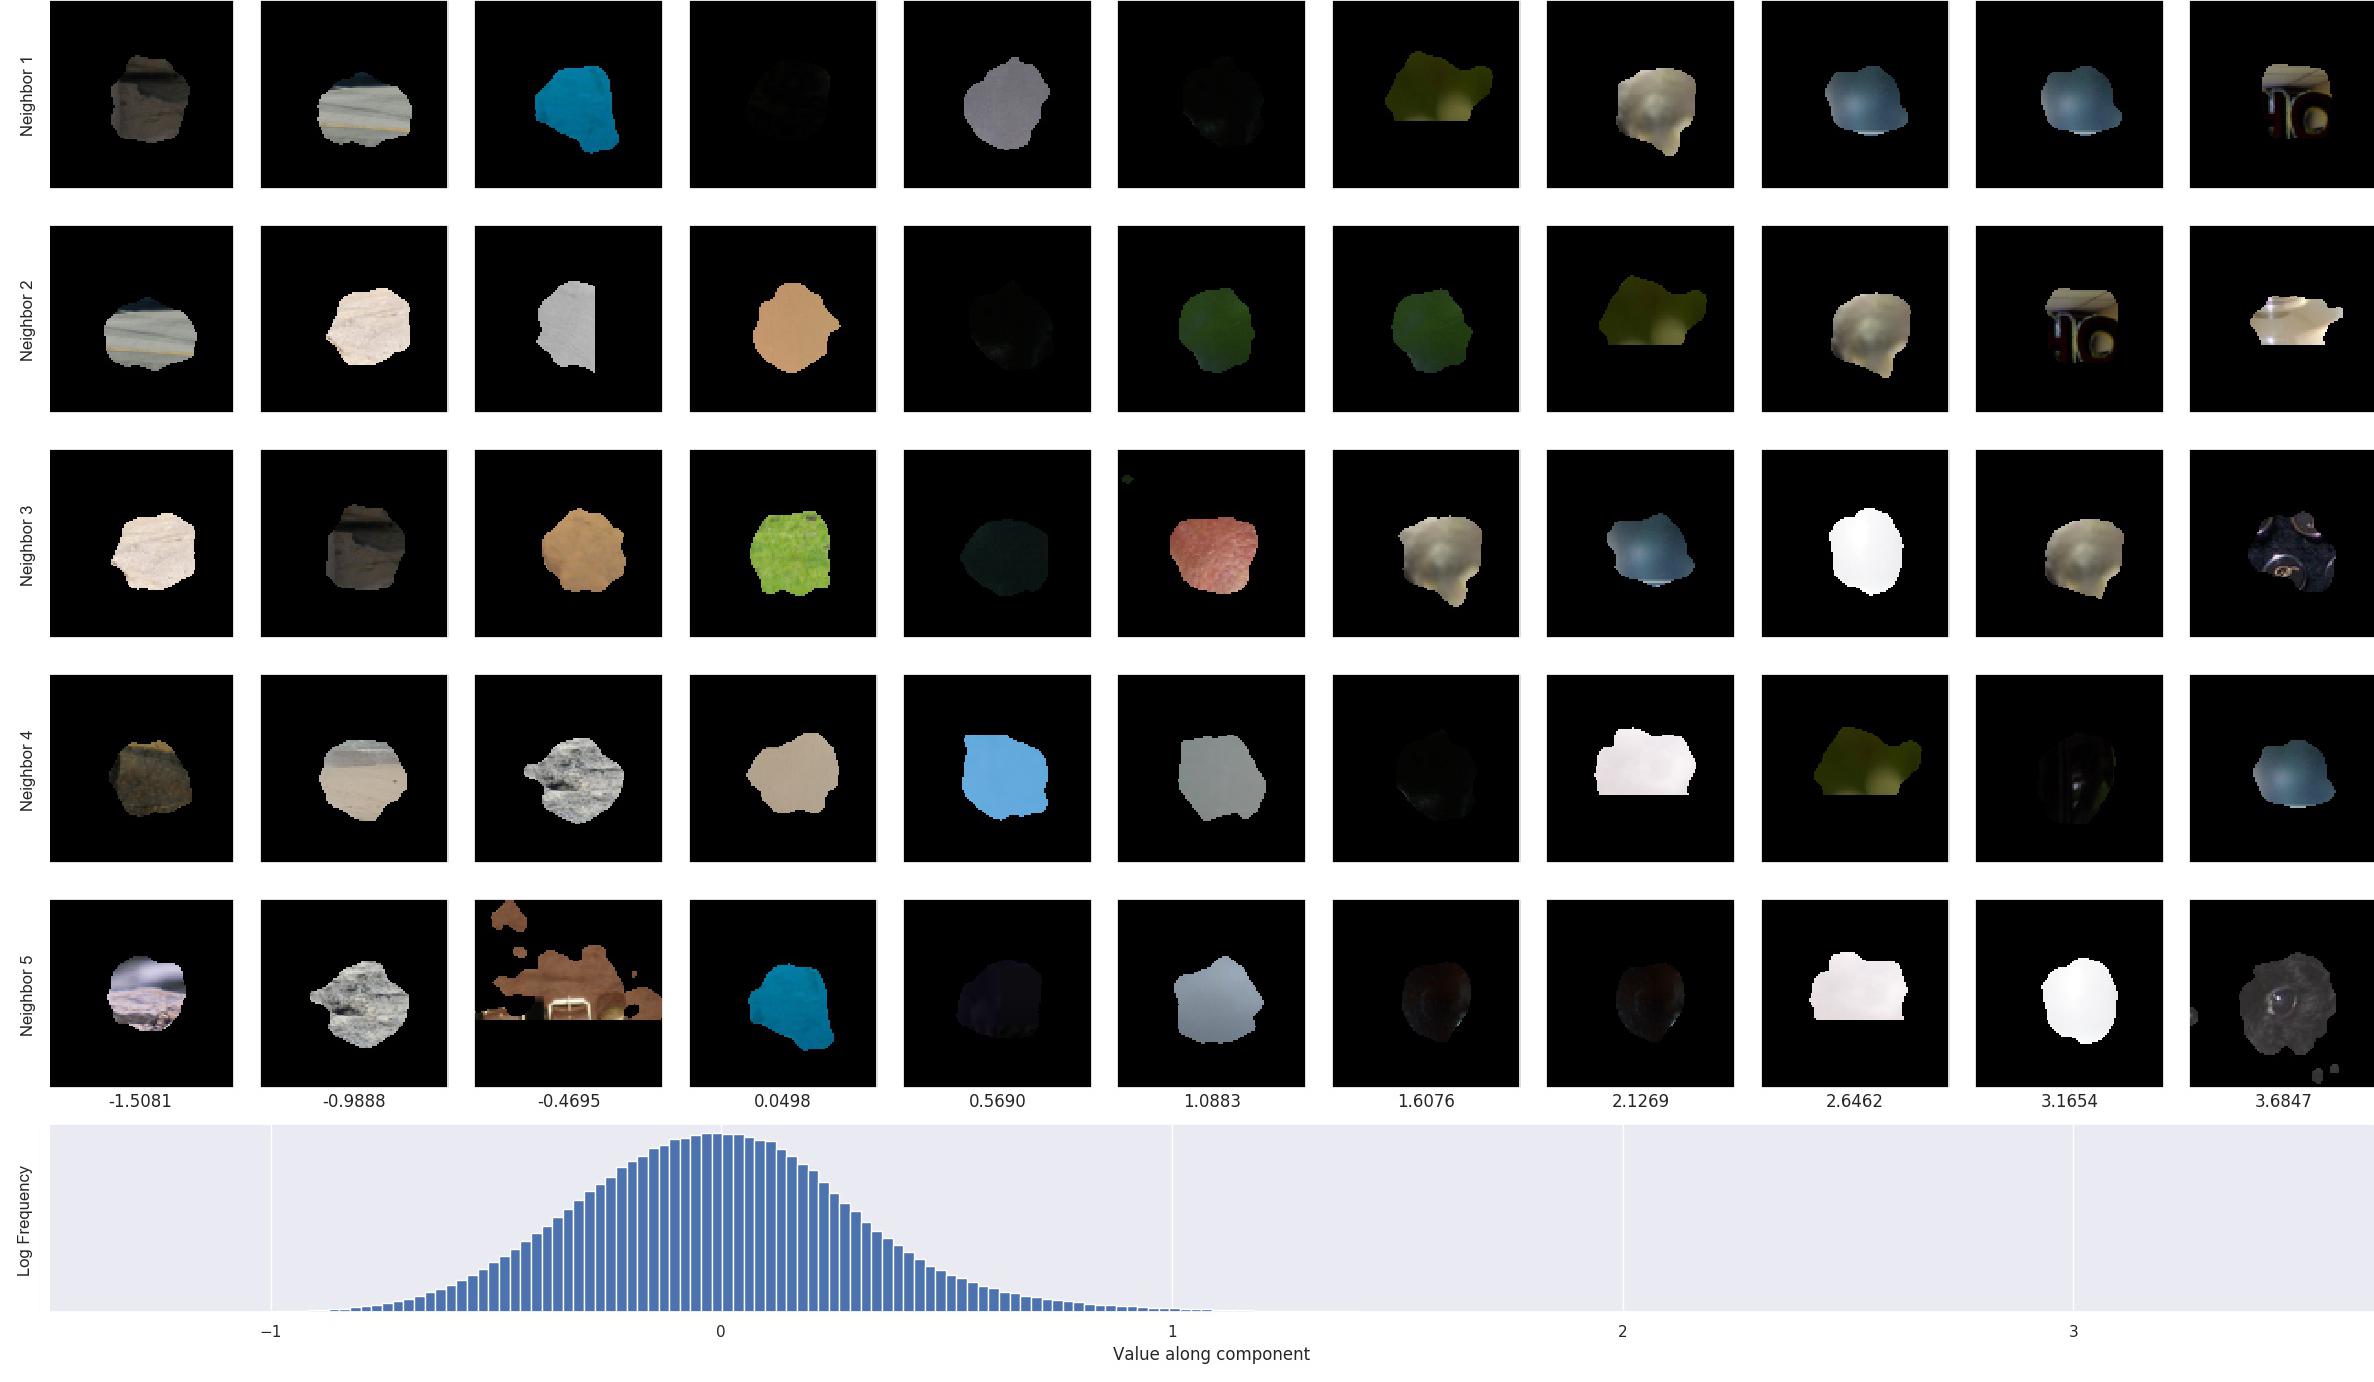 Neighbor 1
Neighbor 2
Neighbor 3
Neighbor 4
Neighbor 5
-1.5081 -0.9888 -0.4695 0.0498 0.5690 1.0883 1.6076 2.1269 2.6462 3.1654 3.6847
Log Frequency
−1 0 1 2 3
Value along component